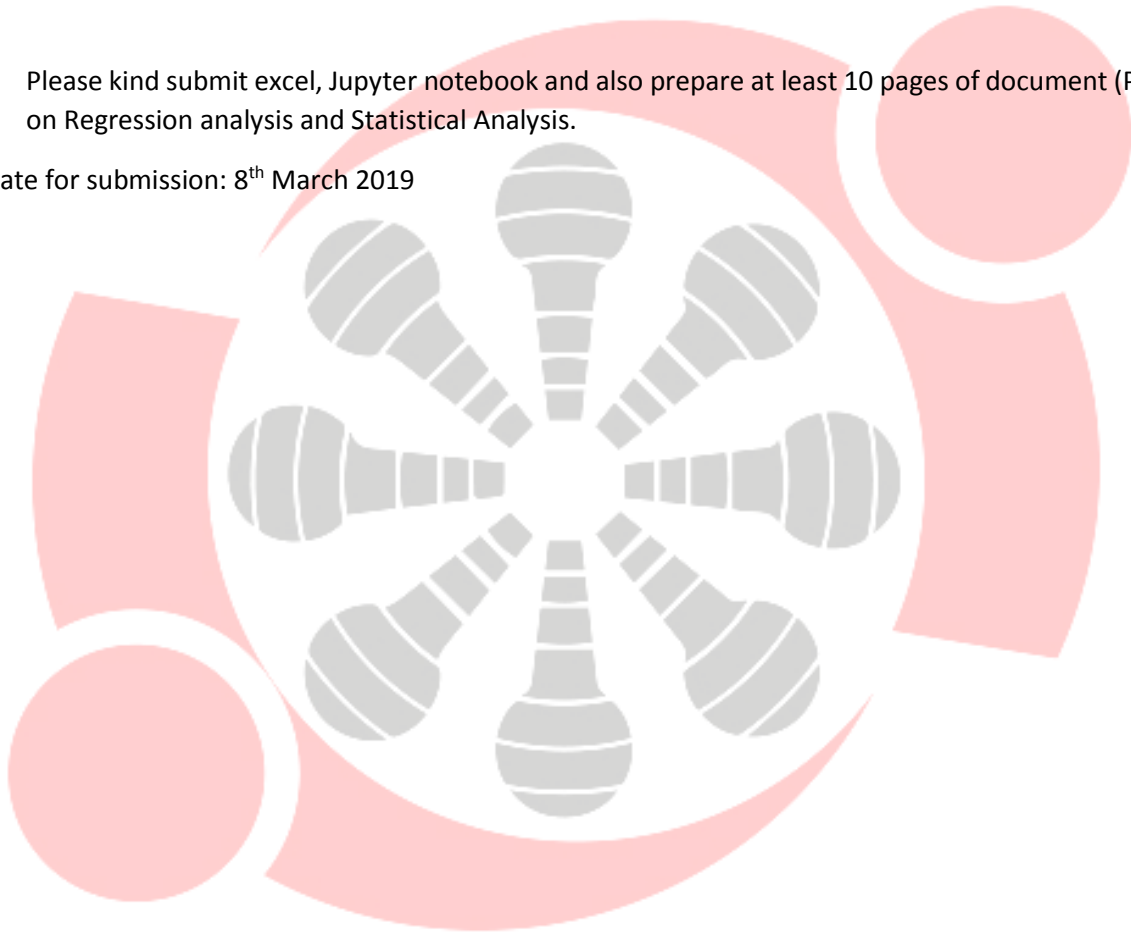 Please kind submit excel, Jupyter notebook and also prepare at least 10 pages of document (P
on Regression analysis and Statistical Analysis.
ate for submission: 8th March 2019